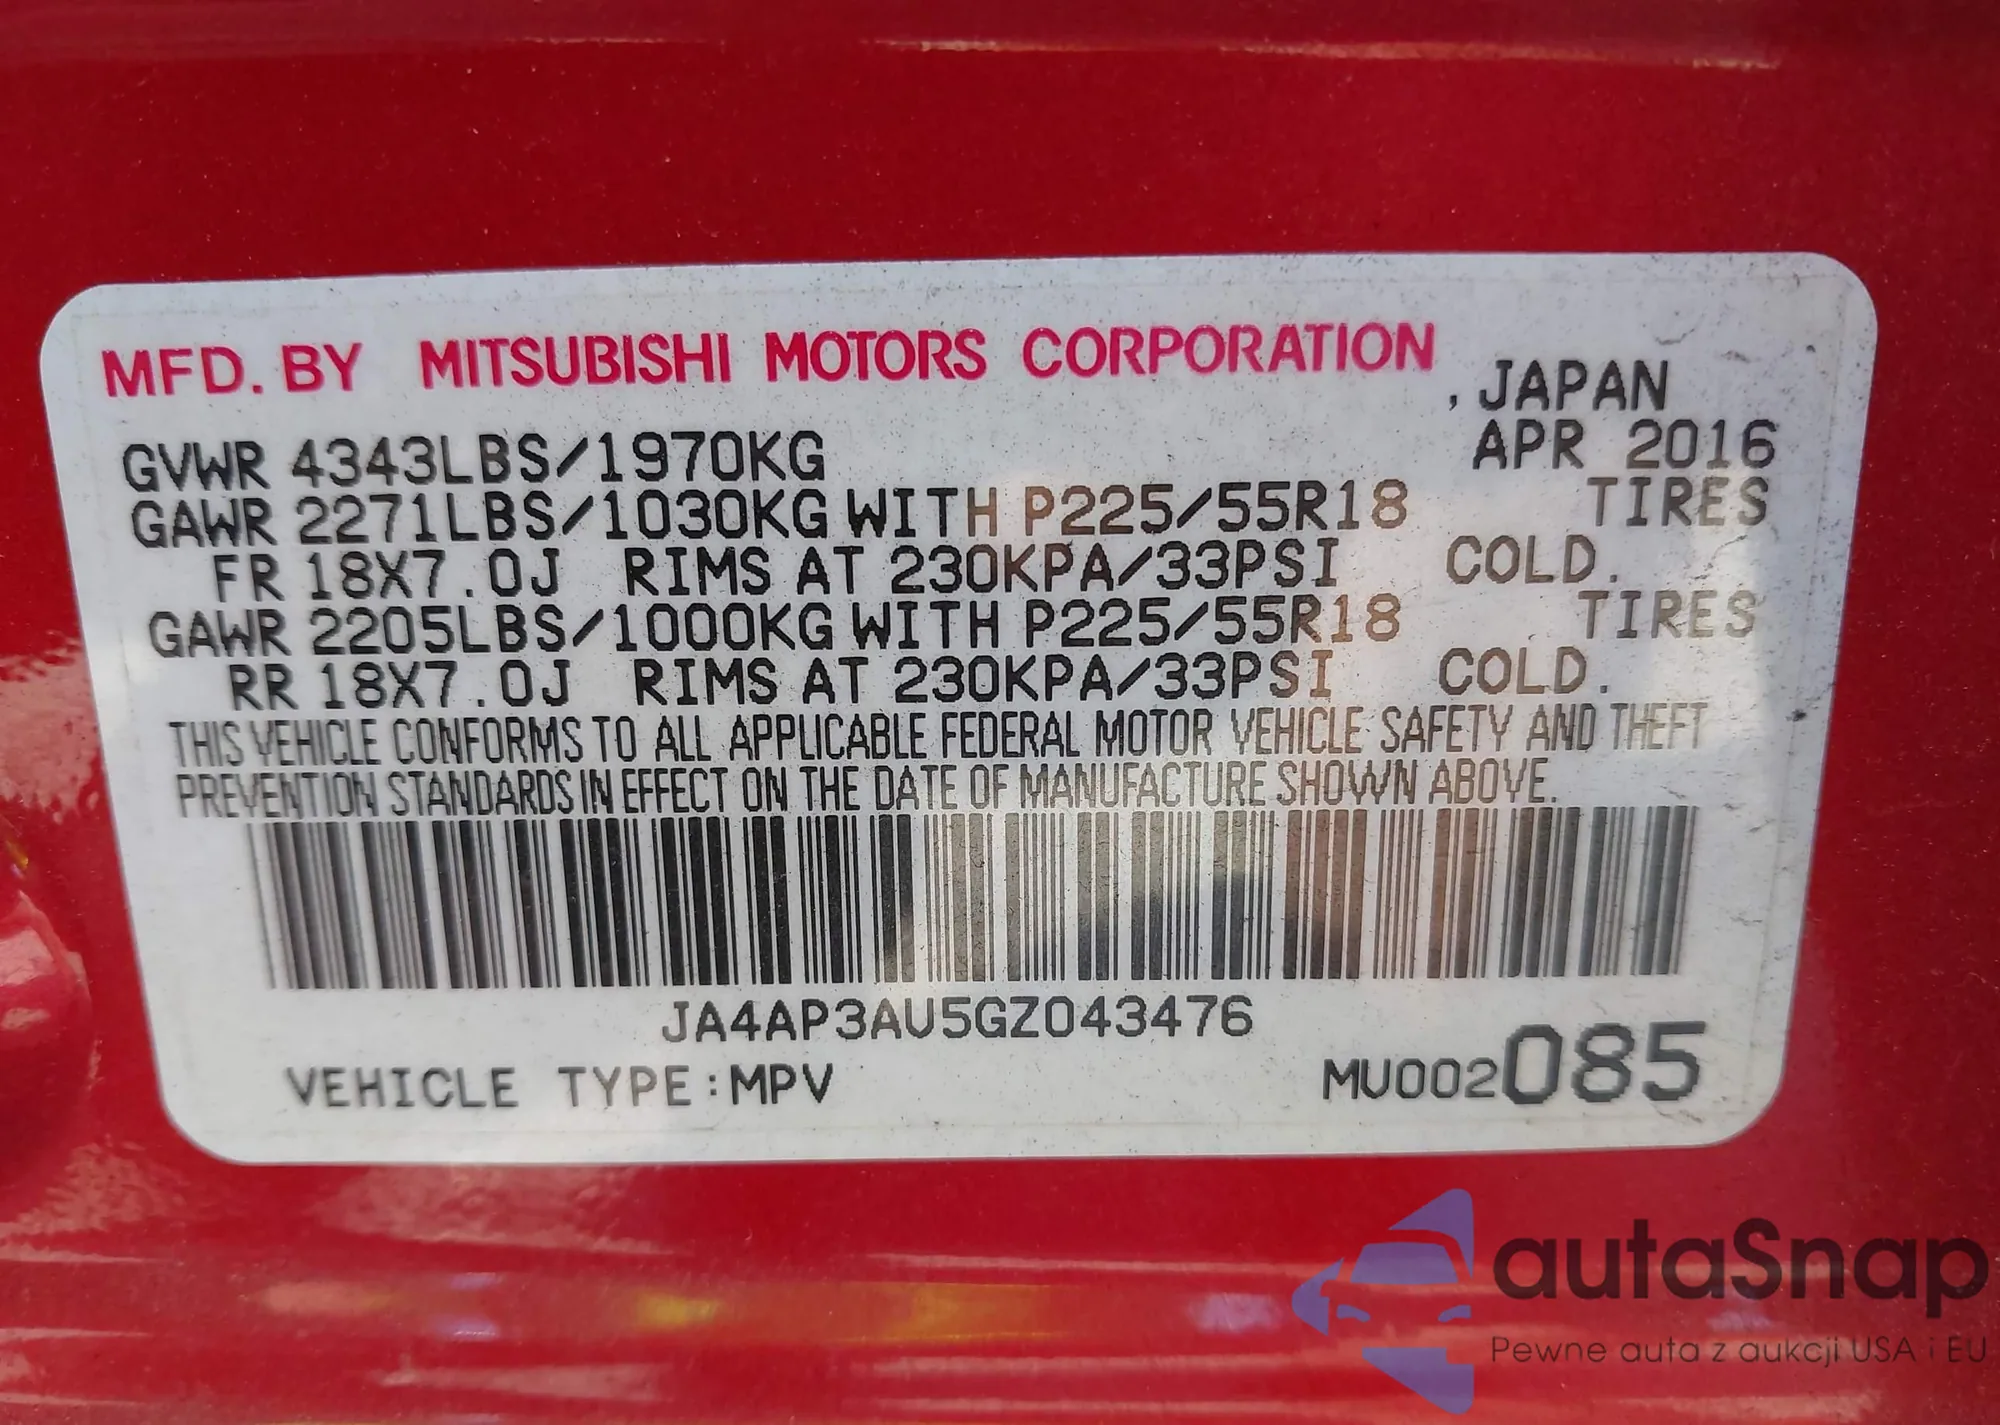 MFD. BY MITSUBISHI MOTORS CORPORATION
, JAPAN
GVWR 4343LBS/1970KG APR 2016
GAWR 2271LBS/1030KG WITH P225/55R18 TIRES
FR 18X7.0J RIMS AT 230KPA/33PSI COLD.
GAWR 2205LBS/1000KG WITH P225/55R18 TIRES
RR 18X7.0J RIMS AT 230KPA/33PSI COLD.
THIS VEHICLE CONFORMS TO ALL APPLICABLE FEDERAL MOTOR VEHICLE SAFETY AND THEFT
PREVENTION STANDARDS IN EFFECT ON THE DATE OF MANUFACTURE SHOWN ABOVE.
JA4AP3AU5GZ043476
VEHICLE TYPE:MPV MU002085
autaSnap
Pewne auta z aukcji USA i EU